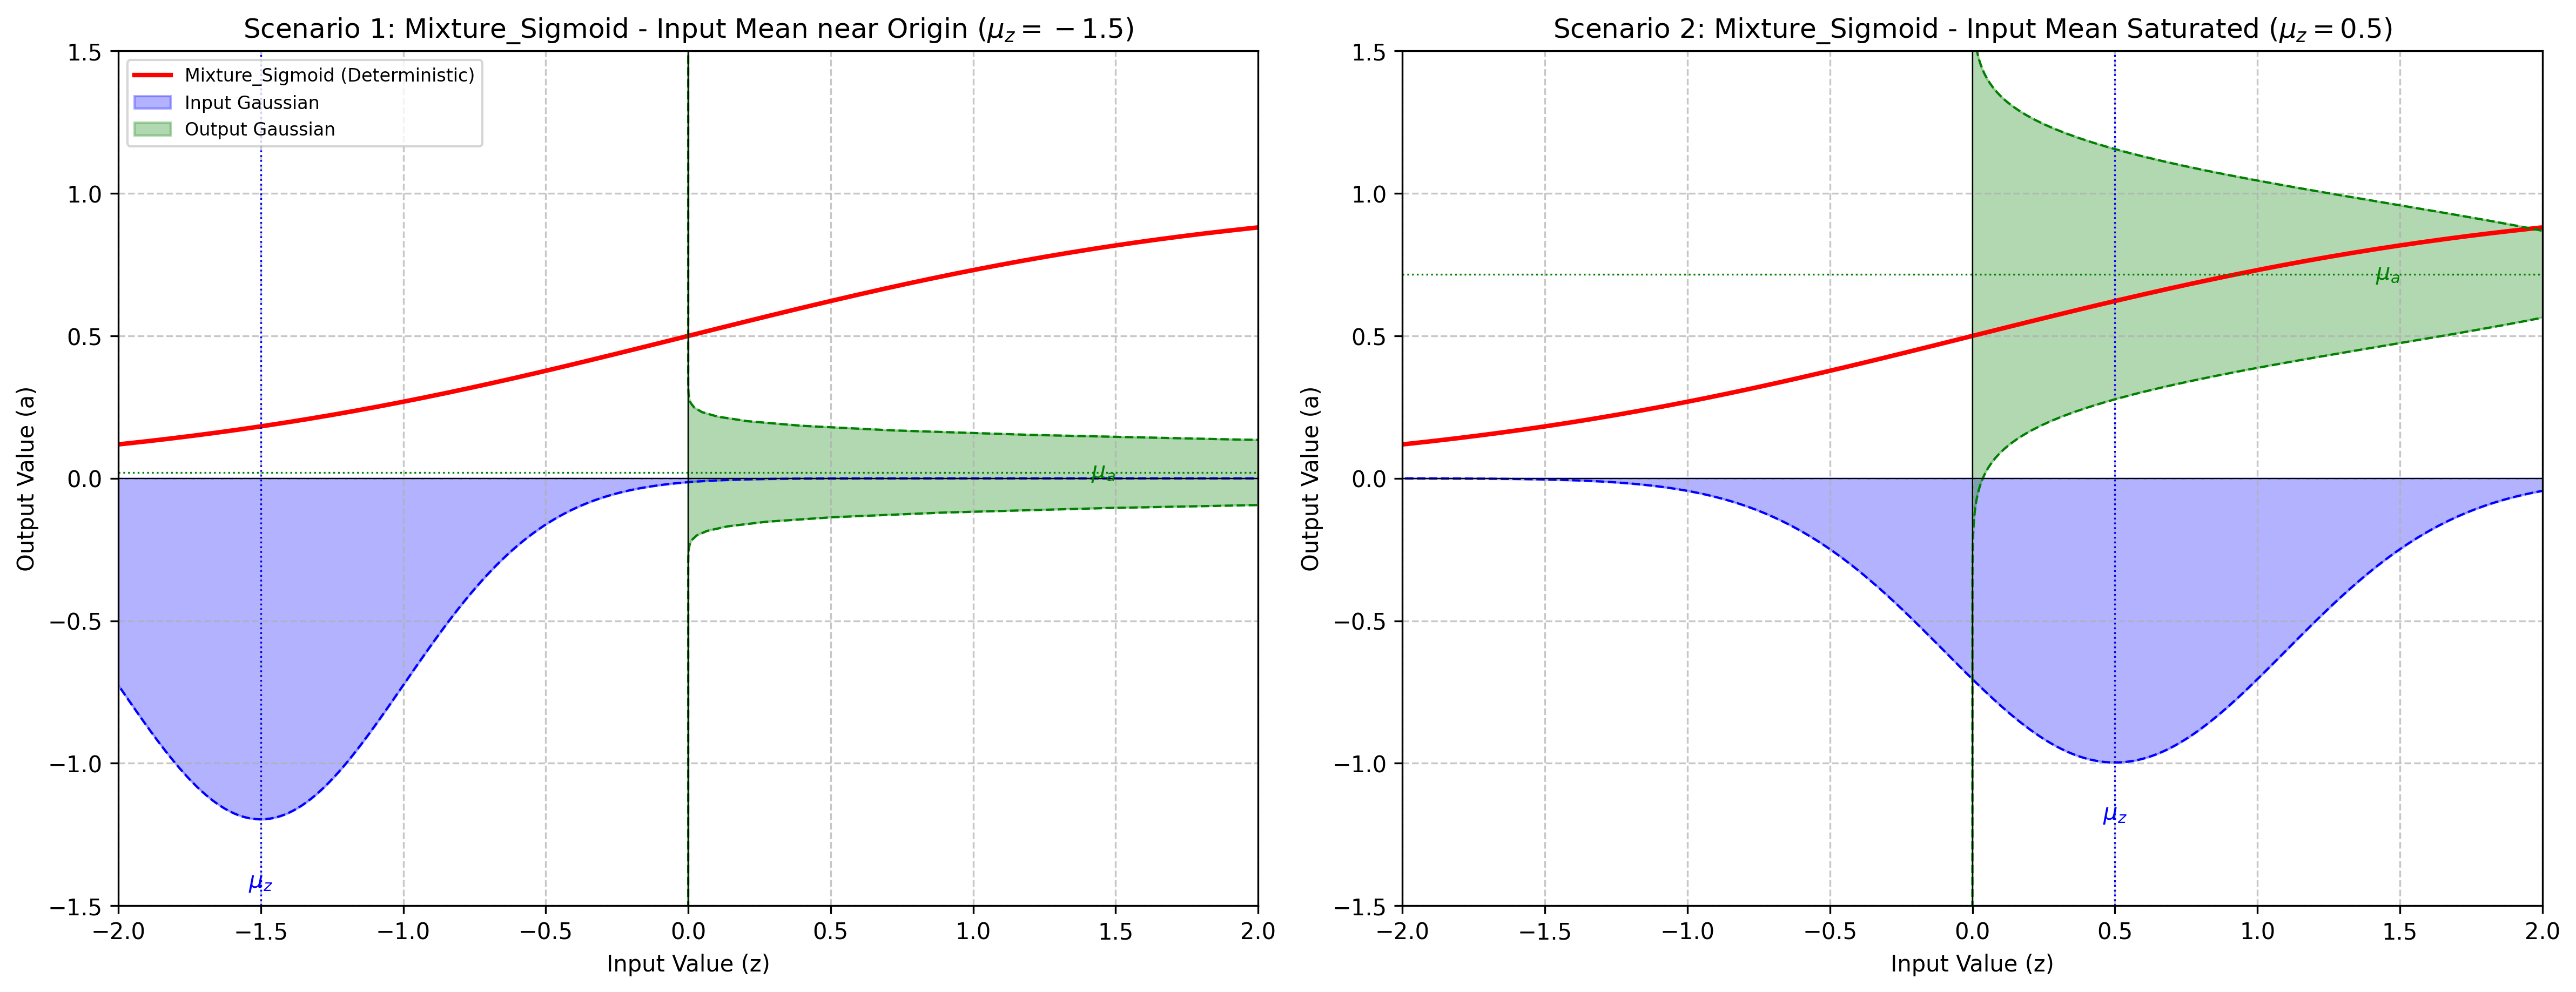 Scenario 1: Mixture_Sigmoid - Input Mean near Origin (μz = −1.5)
Mixture_Sigmoid (Deterministic)
Input Gaussian
Output Gaussian
1.5
1.0
0.5
0.0
−0.5
−1.0
−1.5
Output Value (a)
μa
μz
−2.0 −1.5 −1.0 −0.5 0.0 0.5 1.0 1.5 2.0
Input Value (z)
Scenario 2: Mixture_Sigmoid - Input Mean Saturated (μz = 0.5)
1.5
1.0
0.5
0.0
−0.5
−1.0
−1.5
Output Value (a)
μa
μz
−2.0 −1.5 −1.0 −0.5 0.0 0.5 1.0 1.5 2.0
Input Value (z)